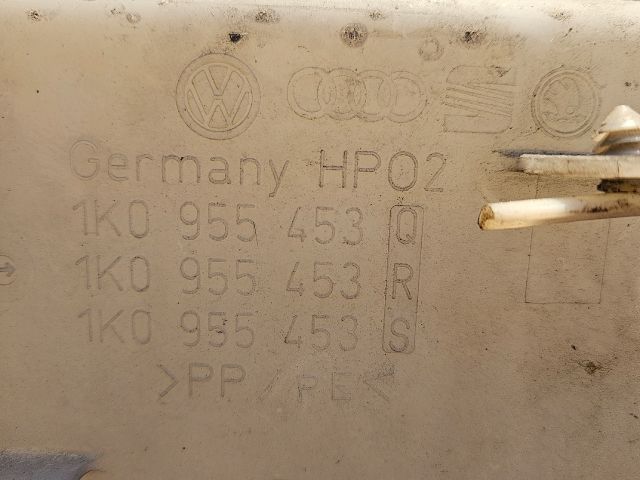 Germany HP02
1K0 955 453 Q
1K0 955 453 R
1K0 955 453 S
>PP/PE<